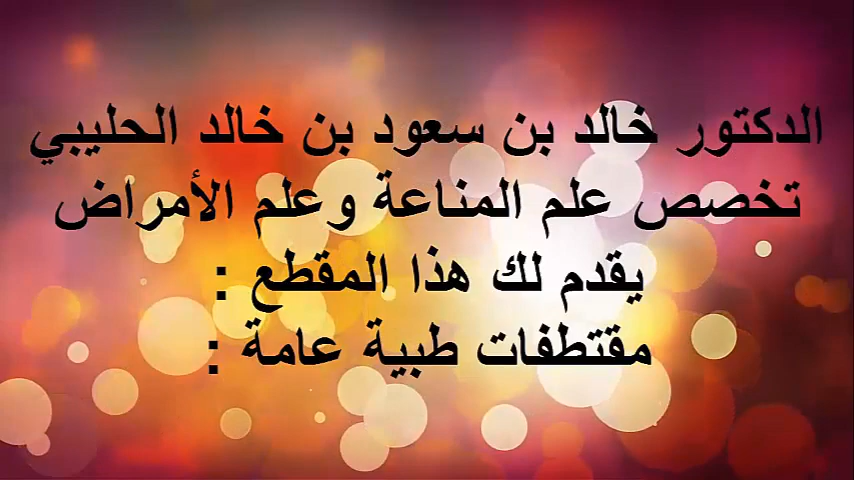 الدكتور خالد بن سعود بن خالد الحليبي
تخصص علم المناعة وعلم الأمراض
يقدم لك هذا المقطع :
مقتطفات طبية عامة :